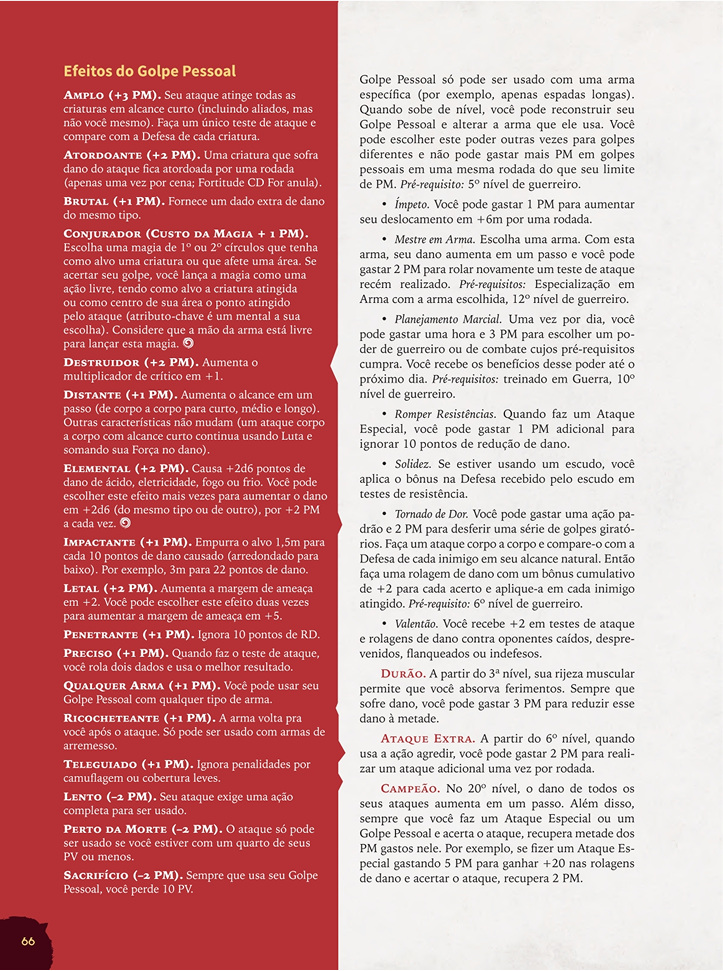 Efeitos do Golpe Pessoal
Amplo (+3 PM). Seu ataque atinge todas as
criaturas em alcance curto (incluindo aliados, mas
não você mesmo). Faça um único teste de ataque e
compare com a Defesa de cada criatura.
Atordoante (+2 PM). Uma criatura que sofra
dano do ataque fica atordoada por uma rodada
(apenas uma vez por cena; Fortitude CD For anula).
Brutal (+1 PM). Fornece um dado extra de dano
do mesmo tipo.
Conjurador (Custo da Magia + 1 PM).
Escolha uma magia de 1º ou 2º círculos que tenha
como alvo uma criatura ou que afete uma área. Se
acertar seu golpe, você lança a magia como uma
ação livre, tendo como alvo a criatura atingida
ou como centro de sua área o ponto atingido
pelo ataque (atributo-chave é um mental a sua
escolha). Considere que a mão da arma está livre
para lançar esta magia.
Destruidor (+2 PM). Aumenta o
multiplicador de crítico em +1.
Distante (+1 PM). Aumenta o alcance em um
passo (de corpo a corpo para curto, médio e longo).
Outras características não mudam (um ataque corpo
a corpo com alcance curto continua usando Luta e
somando sua Força no dano).
Elemental (+2 PM). Causa +2d6 pontos de
dano de ácido, eletricidade, fogo ou frio. Você pode
escolher este efeito mais vezes para aumentar o dano
em +2d6 (do mesmo tipo ou de outro), por +2 PM
a cada vez.
Impactante (+1 PM). Empurra o alvo 1,5m para
cada 10 pontos de dano causado (arredondado para
baixo). Por exemplo, 3m para 22 pontos de dano.
Letal (+2 PM). Aumenta a margem de ameaça
em +2. Você pode escolher este efeito duas vezes
para aumentar a margem de ameaça em +5.
Penetrante (+1 PM). Ignora 10 pontos de RD.
Preciso (+1 PM). Quando faz o teste de ataque,
você rola dois dados e usa o melhor resultado.
Qualquer Arma (+1 PM). Você pode usar seu
Golpe Pessoal com qualquer tipo de arma.
Ricocheteante (+1 PM). A arma volta pra
você após o ataque. Só pode ser usado com armas de
arremesso.
Teleguiado (+1 PM). Ignora penalidades por
camuflagem ou cobertura leves.
Lento (–2 PM). Seu ataque exige uma ação
completa para ser usado.
Perto da Morte (–2 PM). O ataque só pode
ser usado se você estiver com um quarto de seus
PV ou menos.
Sacrifício (–2 PM). Sempre que usa seu Golpe
Pessoal, você perde 10 PV.
Golpe Pessoal só pode ser usado com uma arma
específica (por exemplo, apenas espadas longas).
Quando sobe de nível, você pode reconstruir seu
Golpe Pessoal e alterar a arma que ele usa. Você
pode escolher este poder outras vezes para golpes
diferentes e não pode gastar mais PM em golpes
pessoais em uma mesma rodada do que seu limite
de PM. Pré-requisito: 5º nível de guerreiro.
• Ímpeto. Você pode gastar 1 PM para aumentar
seu deslocamento em +6m por uma rodada.
• Mestre em Arma. Escolha uma arma. Com esta
arma, seu dano aumenta em um passo e você pode
gastar 2 PM para rolar novamente um teste de ataque
recém realizado. Pré-requisitos: Especialização em
Arma com a arma escolhida, 12º nível de guerreiro.
• Planejamento Marcial. Uma vez por dia, você
pode gastar uma hora e 3 PM para escolher um po-
der de guerreiro ou de combate cujos pré-requisitos
cumpra. Você recebe os benefícios desse poder até o
próximo dia. Pré-requisitos: treinado em Guerra, 10º
nível de guerreiro.
• Romper Resistências. Quando faz um Ataque
Especial, você pode gastar 1 PM adicional para
ignorar 10 pontos de redução de dano.
• Solidez. Se estiver usando um escudo, você
aplica o bônus na Defesa recebido pelo escudo em
testes de resistência.
• Tornado de Dor. Você pode gastar uma ação pa-
drão e 2 PM para desferir uma série de golpes girató-
rios. Faça um ataque corpo a corpo e compare-o com a
Defesa de cada inimigo em seu alcance natural. Então
faça uma rolagem de dano com um bônus cumulativo
de +2 para cada acerto e aplique-a em cada inimigo
atingido. Pré-requisito: 6º nível de guerreiro.
• Valentão. Você recebe +2 em testes de ataque
e rolagens de dano contra oponentes caídos, despre-
venidos, flanqueados ou indefesos.
Durão. A partir do 3ª nível, sua rijeza muscular
permite que você absorva ferimentos. Sempre que
sofre dano, você pode gastar 3 PM para reduzir esse
dano à metade.
Ataque Extra. A partir do 6º nível, quando
usa a ação agredir, você pode gastar 2 PM para reali-
zar um ataque adicional uma vez por rodada.
Campeão. No 20º nível, o dano de todos os
seus ataques aumenta em um passo. Além disso,
sempre que você faz um Ataque Especial ou um
Golpe Pessoal e acerta o ataque, recupera metade dos
PM gastos nele. Por exemplo, se fizer um Ataque Es-
pecial gastando 5 PM para ganhar +20 nas rolagens
de dano e acertar o ataque, recupera 2 PM.
66